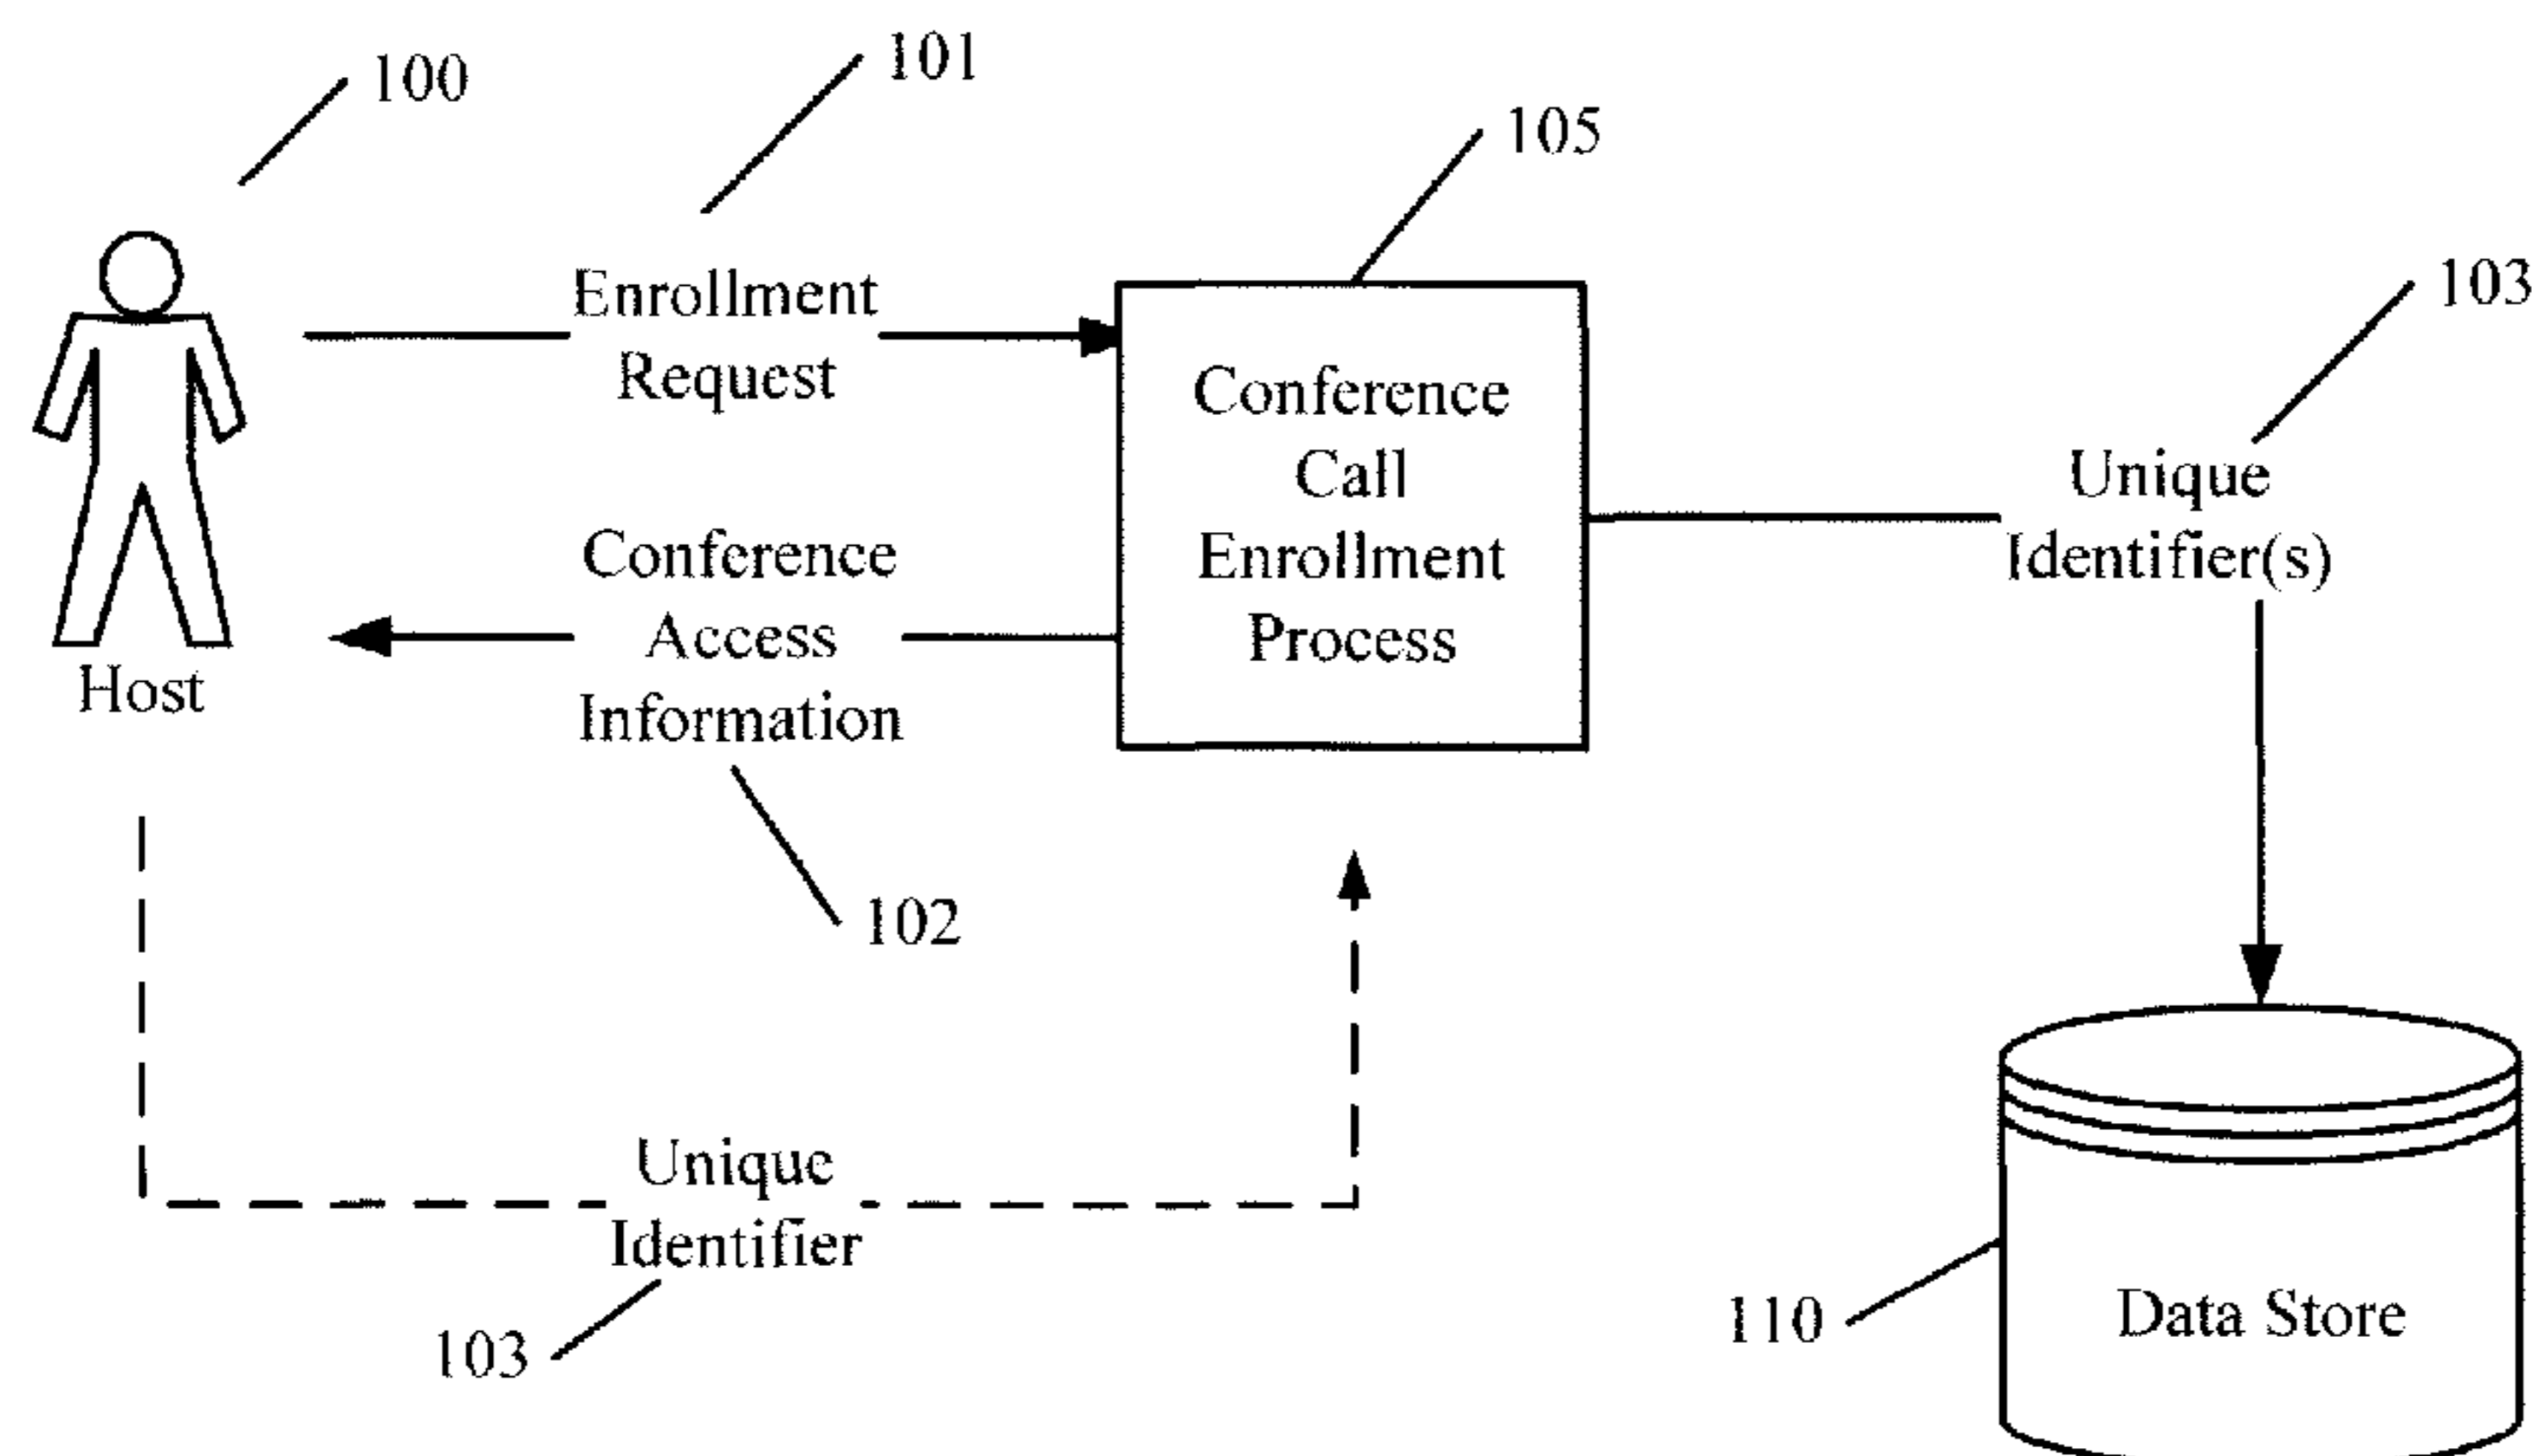 100
101
105
103
Enrollment
Request
Conference
Call
Enrollment
Process
Unique
Identifier(s)
Conference
Access
Information
Host
102
Unique
Identifier
103
110
Data Store